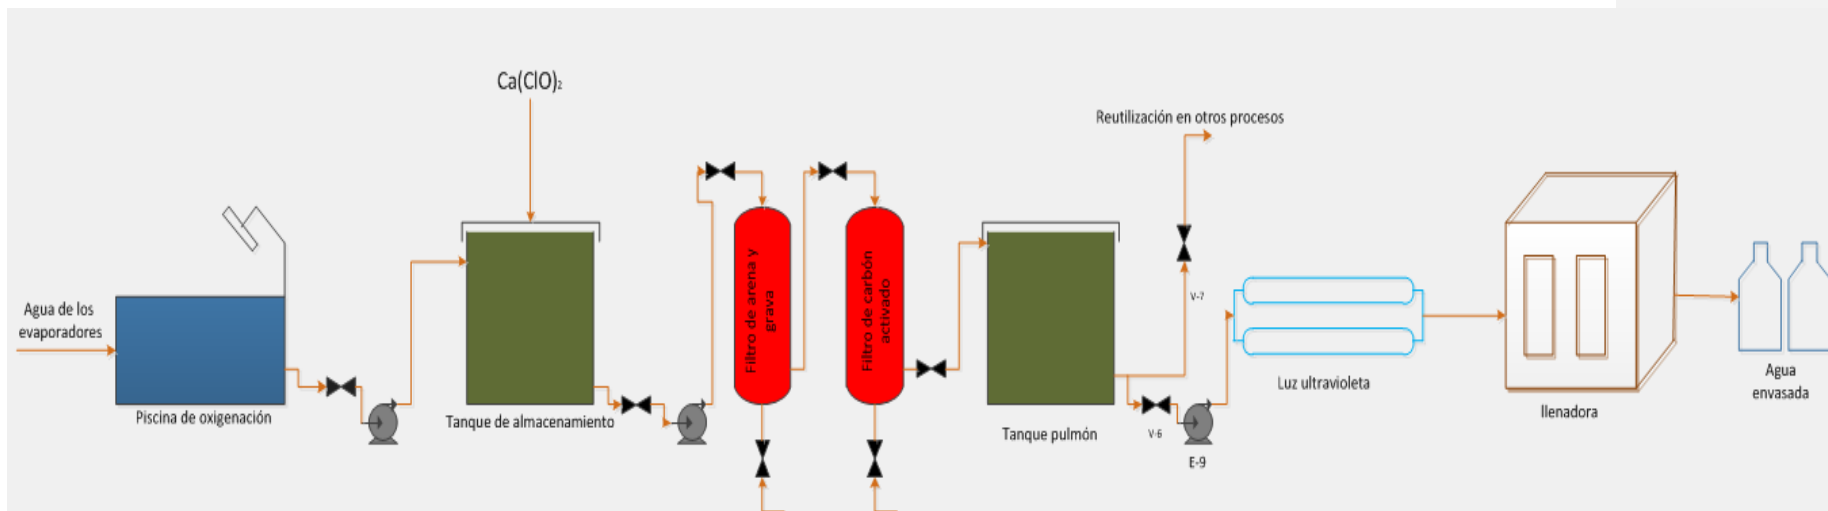 Ca(ClO)₂
Reutilización en otros procesos
Agua de los
evaporadores
Piscina de oxigenación
Tanque de almacenamiento
Filtro de arena y
grava
Filtro de carbón
activado
Tanque pulmón
V-7
V-6
E-9
Luz ultravioleta
llenadora
Agua
envasada